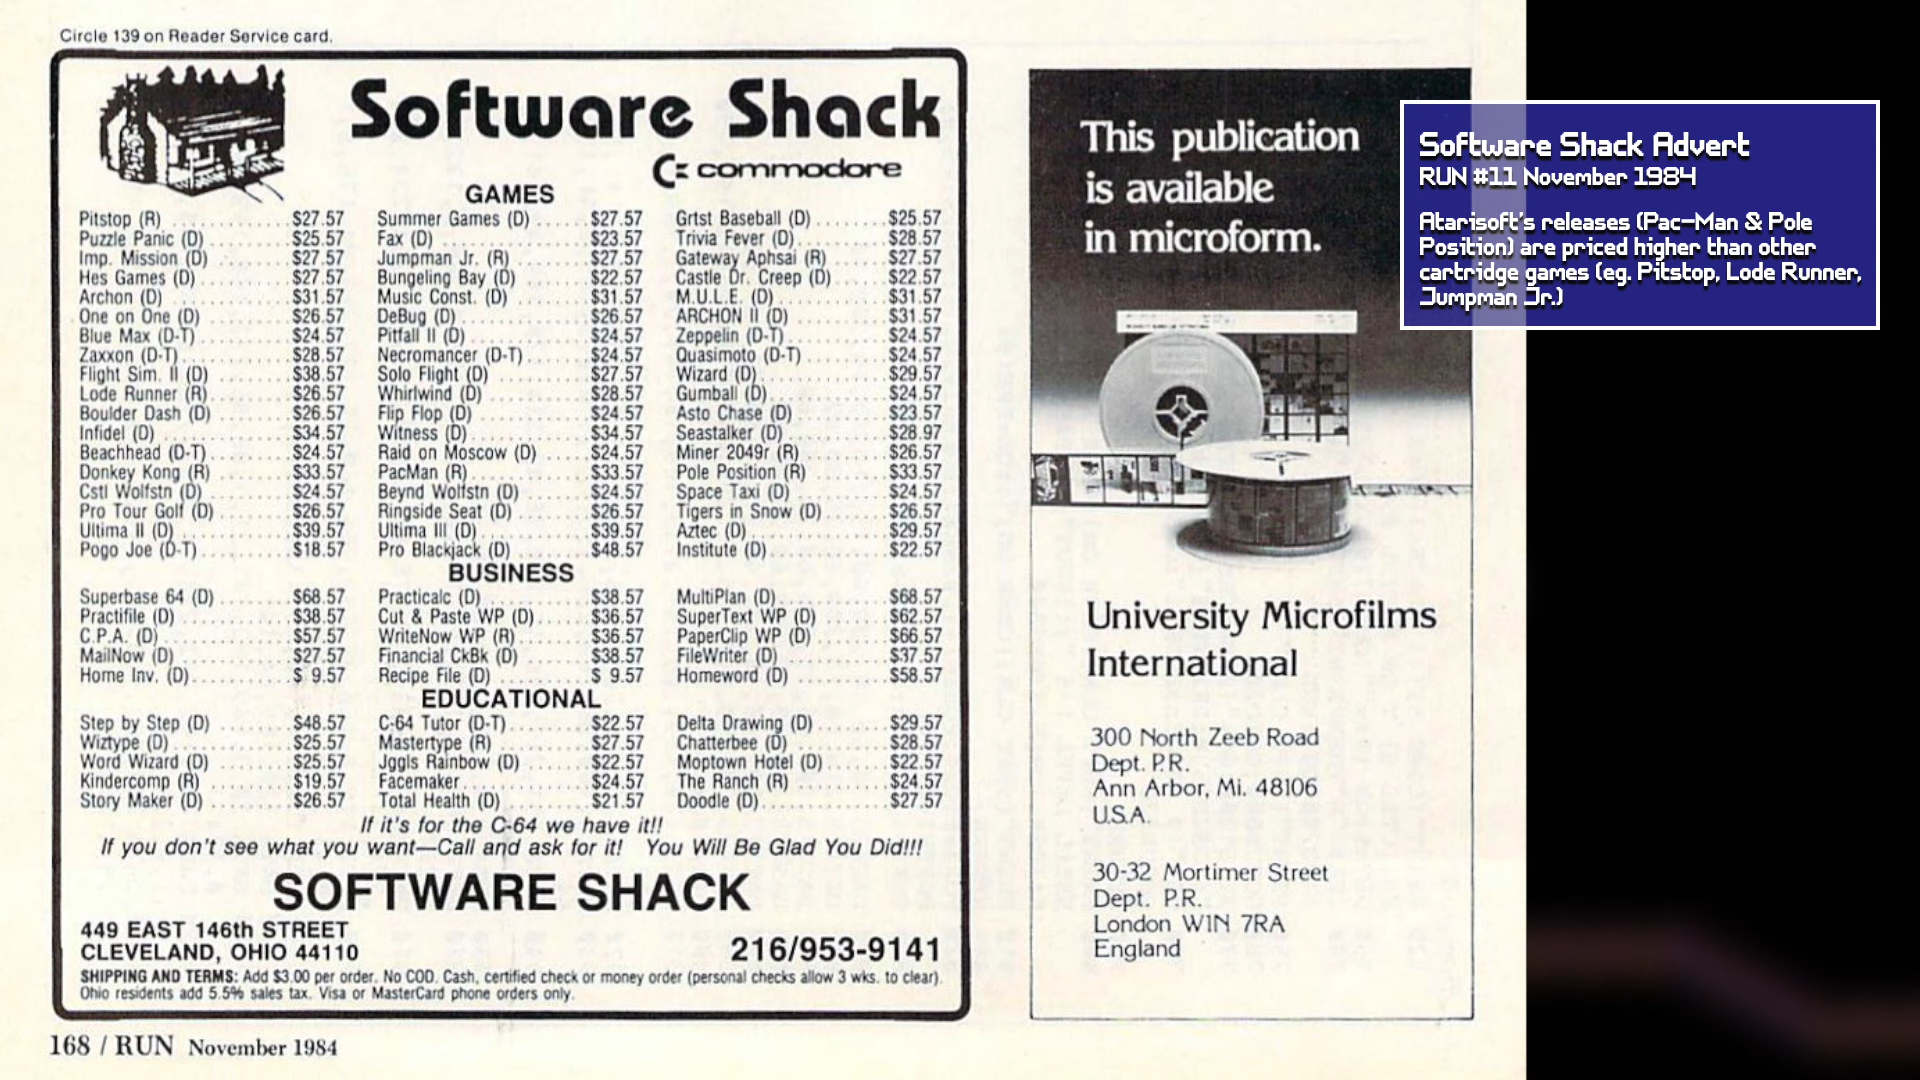 Circle 139 on Reader Service card.
Software Shack
commodore
GAMES
Pitstop (R) $27.57
Puzzle Panic (D) $25.57
Imp. Mission (D) $27.57
Hes Games (D) $27.57
Archon (D) $31.57
One on One (D) $26.57
Blue Max (D-T) $24.57
Zaxxon (D-T) $28.57
Flight Sim. II (D) $38.57
Lode Runner (R) $26.57
Boulder Dash (D) $26.57
Infidel (D) $34.57
Beachhead (D-T) $24.57
Donkey Kong (R) $33.57
Cstl Wolfstn (D) $24.57
Pro Tour Golf (D) $26.57
Ultima II (D) $39.57
Pogo Joe (D-T) $18.57
Summer Games (D) $27.57
Fax (D) $23.57
Jumpman Jr. (R) $27.57
Bungeling Bay (D) $22.57
Music Const. (D) $31.57
DeBug (D) $26.57
Pitfall II (D) $24.57
Necromancer (D-T) $24.57
Solo Flight (D) $27.57
Whirlwind (D) $28.57
Flip Flop (D) $24.57
Witness (D) $34.57
Raid on Moscow (D) $24.57
PacMan (R) $33.57
Beynd Wolfstn (D) $24.57
Ringside Seat (D) $26.57
Ultima III (D) $39.57
Pro Blackjack (D) $48.57
Grtst Baseball (D) $25.57
Trivia Fever (D) $28.57
Gateway Aphsai (R) $27.57
Castle Dr. Creep (D) $22.57
M.U.L.E. (D) $31.57
ARCHON II (D) $31.57
Zeppelin (D-T) $24.57
Quasimoto (D-T) $24.57
Wizard (D) $29.57
Gumball (D) $24.57
Asto Chase (D) $23.57
Seastalker (D) $28.97
Miner 2049r (R) $26.57
Pole Position (R) $33.57
Space Taxi (D) $24.57
Tigers in Snow (D) $26.57
Aztec (D) $29.57
Institute (D) $22.57
BUSINESS
Superbase 64 (D) $68.57
Practifile (D) $38.57
C.P.A. (D) $57.57
MailNow (D) $27.57
Home Inv. (D) $ 9.57
Practicalc (D) $38.57
Cut & Paste WP (D) $36.57
WriteNow WP (R) $36.57
Financial CkBk (D) $38.57
Recipe File (D) $ 9.57
MultiPlan (D) $68.57
SuperText WP (D) $62.57
PaperClip WP (D) $66.57
FileWriter (D) $37.57
Homeword (D) $58.57
EDUCATIONAL
Step by Step (D) $48.57
Wiztype (D) $25.57
Word Wizard (D) $25.57
Kindercomp (R) $19.57
Story Maker (D) $26.57
C-64 Tutor (D-T) $22.57
Mastertype (R) $27.57
Jggls Rainbow (D) $22.57
Facemaker $24.57
Total Health (D) $21.57
Delta Drawing (D) $29.57
Chatterbee (D) $28.57
Moptown Hotel (D) $22.57
The Ranch (R) $24.57
Doodle (D) $27.57
If it's for the C-64 we have it!!
If you don't see what you want—Call and ask for it! You Will Be Glad You Did!!!
SOFTWARE SHACK
449 EAST 146th STREET
CLEVELAND, OHIO 44110
216/953-9141
SHIPPING AND TERMS: Add $3.00 per order. No COD. Cash, certified check or money order (personal checks allow 3 wks. to clear).
Ohio residents add 5.5% sales tax. Visa or MasterCard phone orders only.
168 / RUN November 1984
This publication
is available
in microform.
University Microfilms
International
300 North Zeeb Road
Dept. P.R.
Ann Arbor, Mi. 48106
U.S.A.
30-32 Mortimer Street
Dept. P.R.
London W1N 7RA
England
Software Shack Advert
RUN #11 November 1984
Atarisoft's releases (Pac-Man & Pole
Position) are priced higher than other
cartridge games (eg. Pitstop, Lode Runner,
Jumpman Jr.)